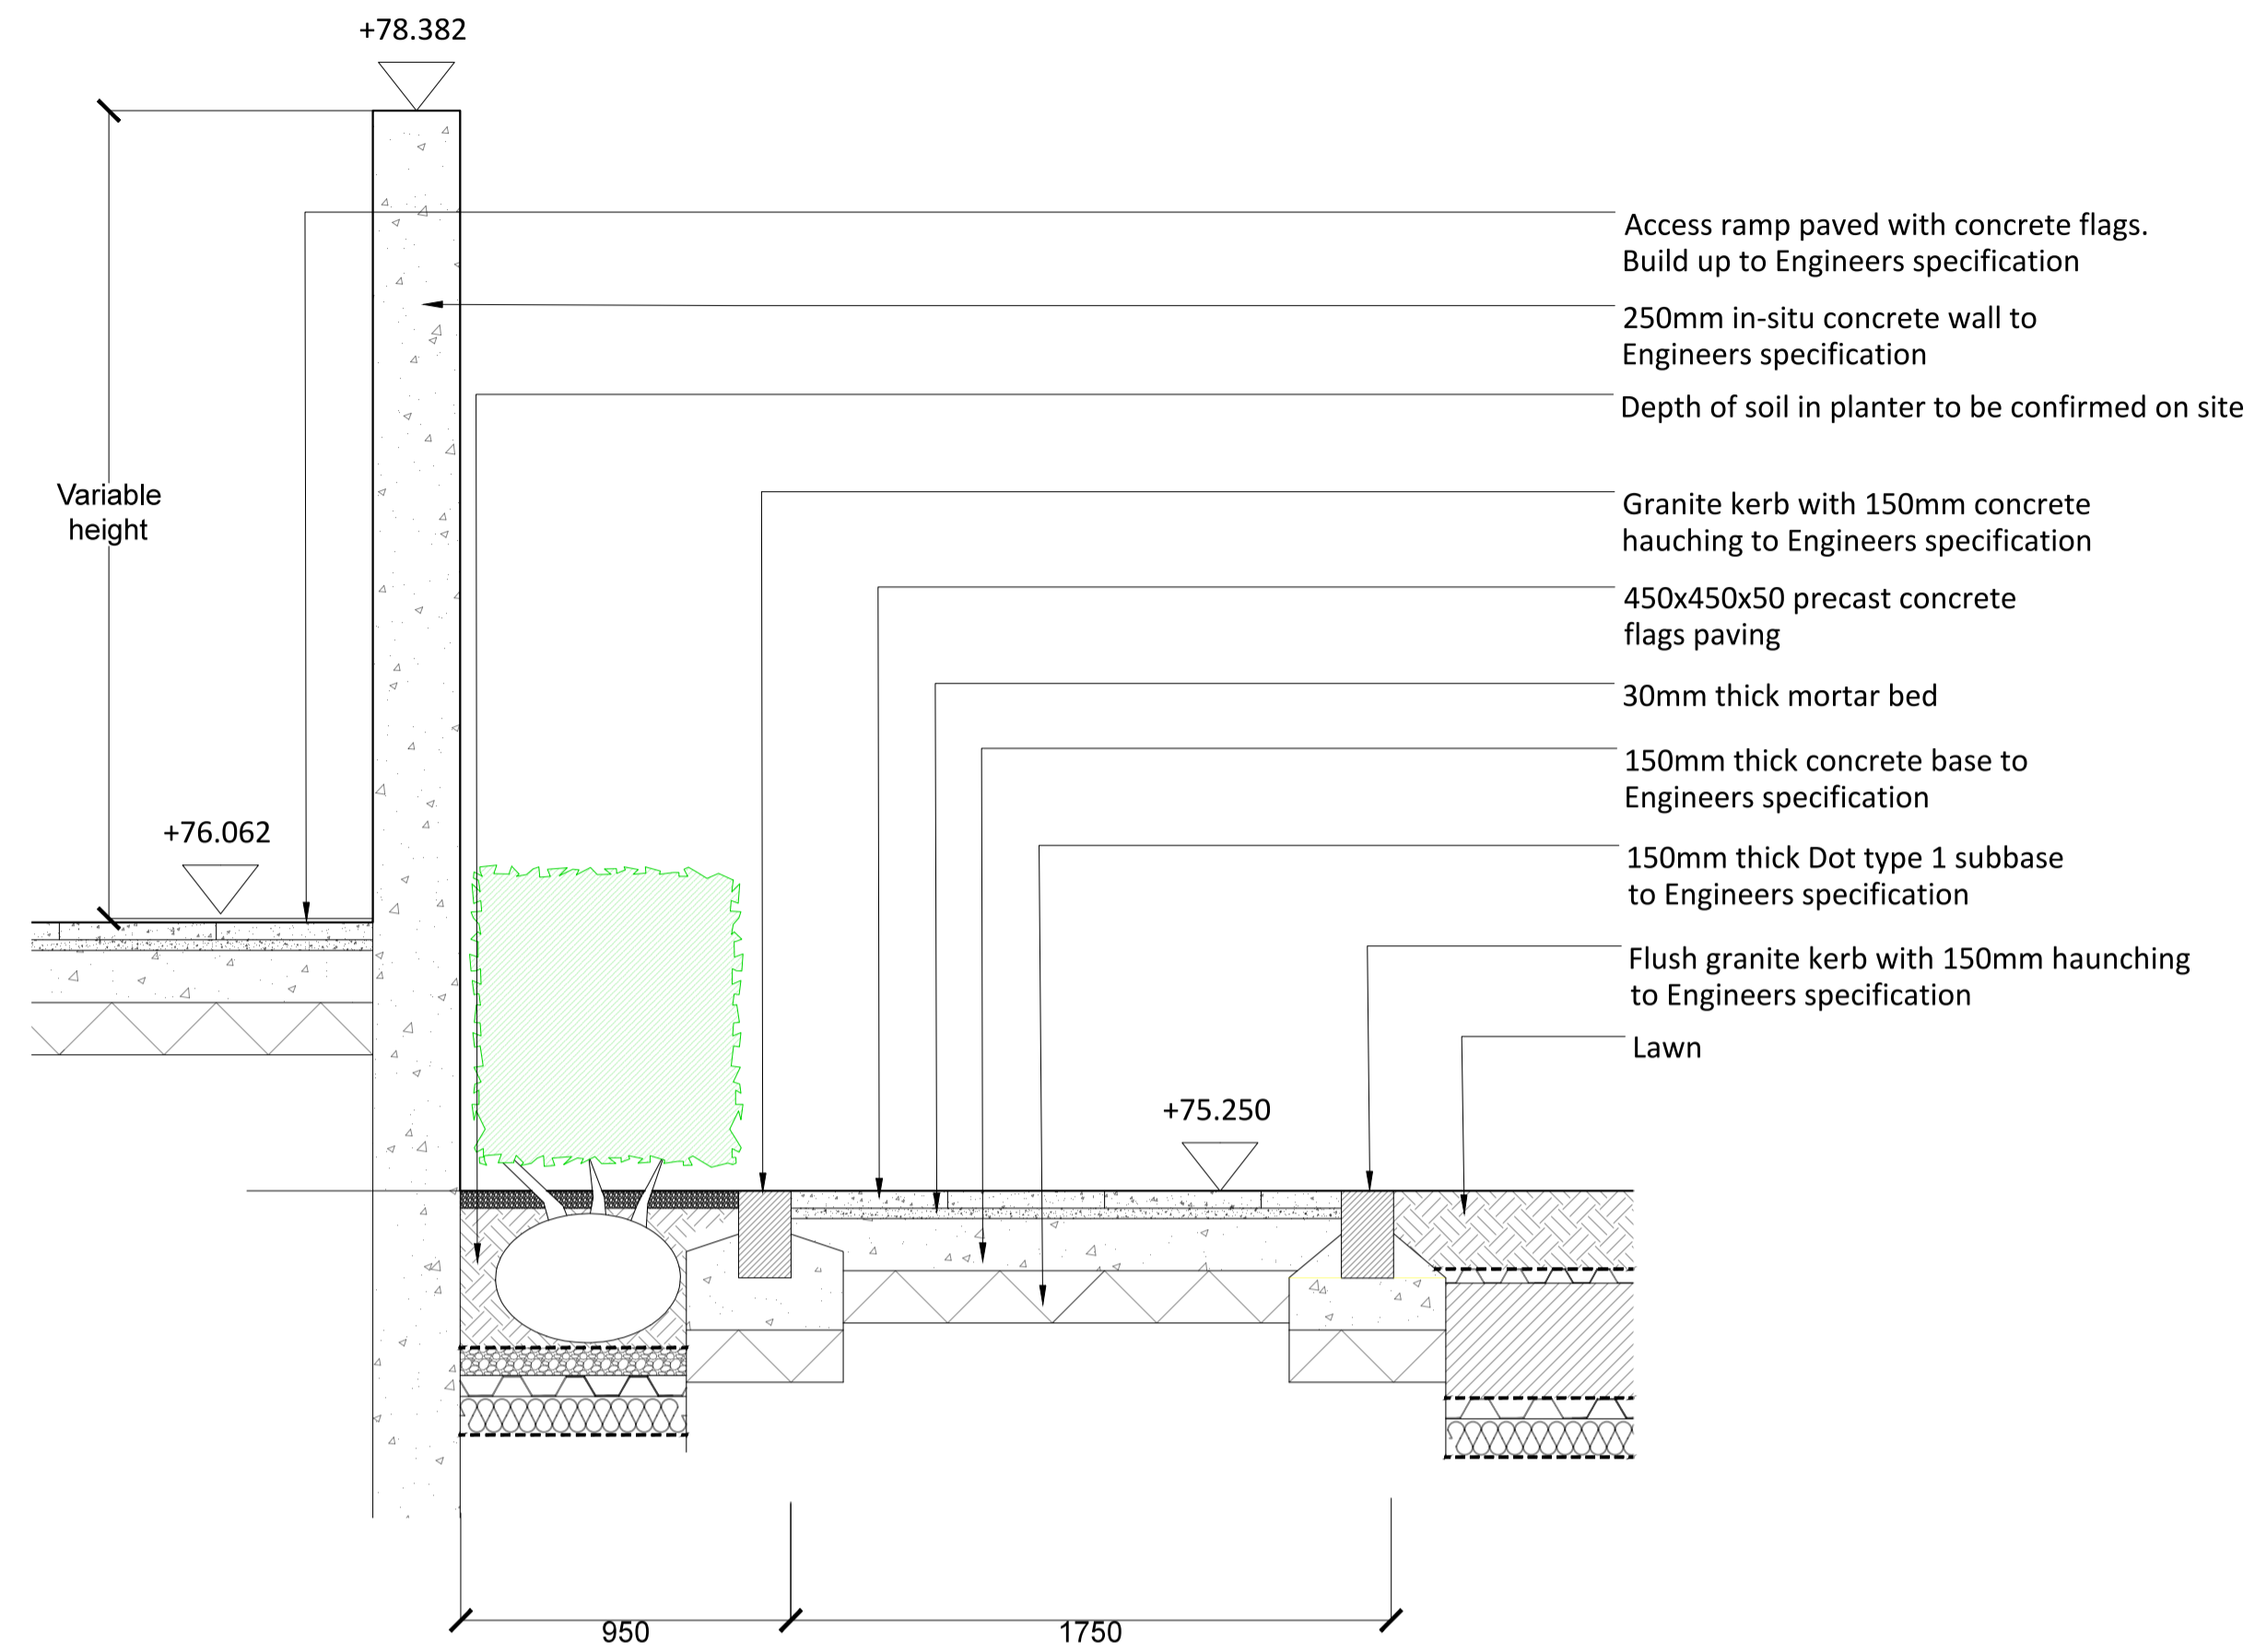 +78.382
Access ramp paved with concrete flags.
Build up to Engineers specification
250mm in-situ concrete wall to
Engineers specification
Depth of soil in planter to be confirmed on site
Variable
height
Granite kerb with 150mm concrete
hauching to Engineers specification
450x450x50 precast concrete
flags paving
30mm thick mortar bed
150mm thick concrete base to
Engineers specification
+76.062
150mm thick Dot type 1 subbase
to Engineers specification
Flush granite kerb with 150mm haunching
to Engineers specification
Lawn
+75.250
950
1750